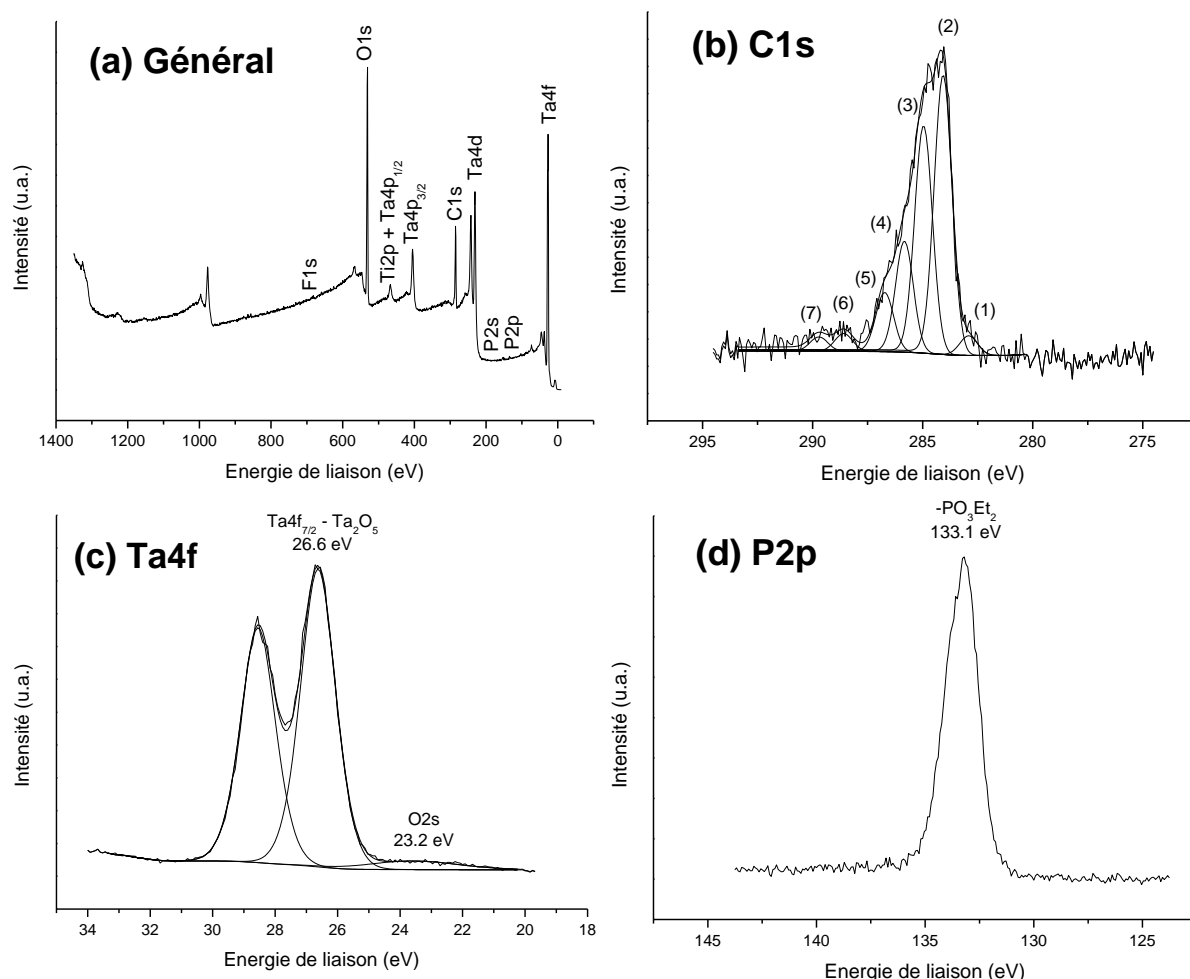 (a) Général
O1s
Ti2p + Ta4p1/2
Ta4p3/2
C1s
Ta4d
Ta4f
F1s
P2s
P2p
Intensité (u.a.)
1400 1200 1000 800 600 400 200 0
Energie de liaison (eV)
(b) C1s
(2)
(3)
(4)
(5)
(6)
(7)
(1)
Intensité (u.a.)
295 290 285 280 275
Energie de liaison (eV)
(c) Ta4f
Ta4f7/2 - Ta2O5
26.6 eV
O2s
23.2 eV
Intensité (u.a.)
34 32 30 28 26 24 22 20 18
Energie de liaison (eV)
(d) P2p
-PO3Et2
133.1 eV
Intensité (u.a.)
145 140 135 130 125
Energie de liaison (eV)